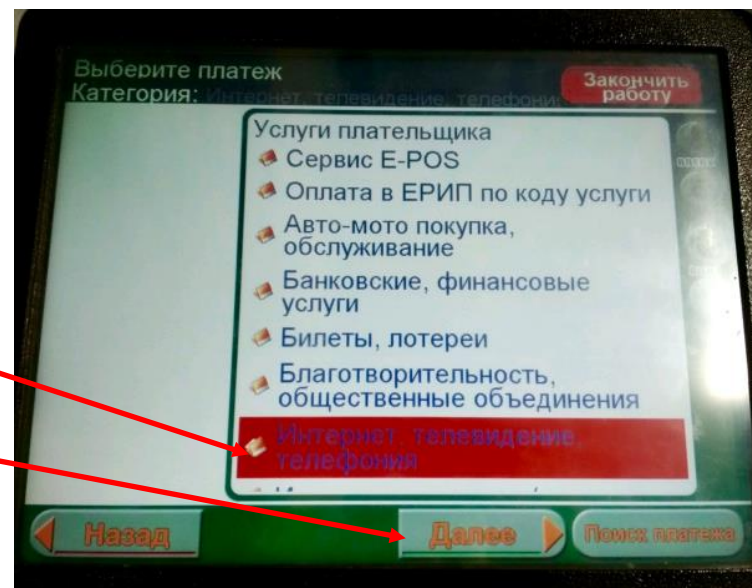 Выберите платеж
Категория: Интернет, телевидение, телефония
Закончить
работу
Услуги плательщика
Сервис E-POS
Оплата в ЕРИП по коду услуги
Авто-мото покупка,
обслуживание
Банковские, финансовые
услуги
Билеты, лотереи
Благотворительность,
общественные объединения
Интернет, телевидение,
телефония
Назад
Далее
Поиск платежа